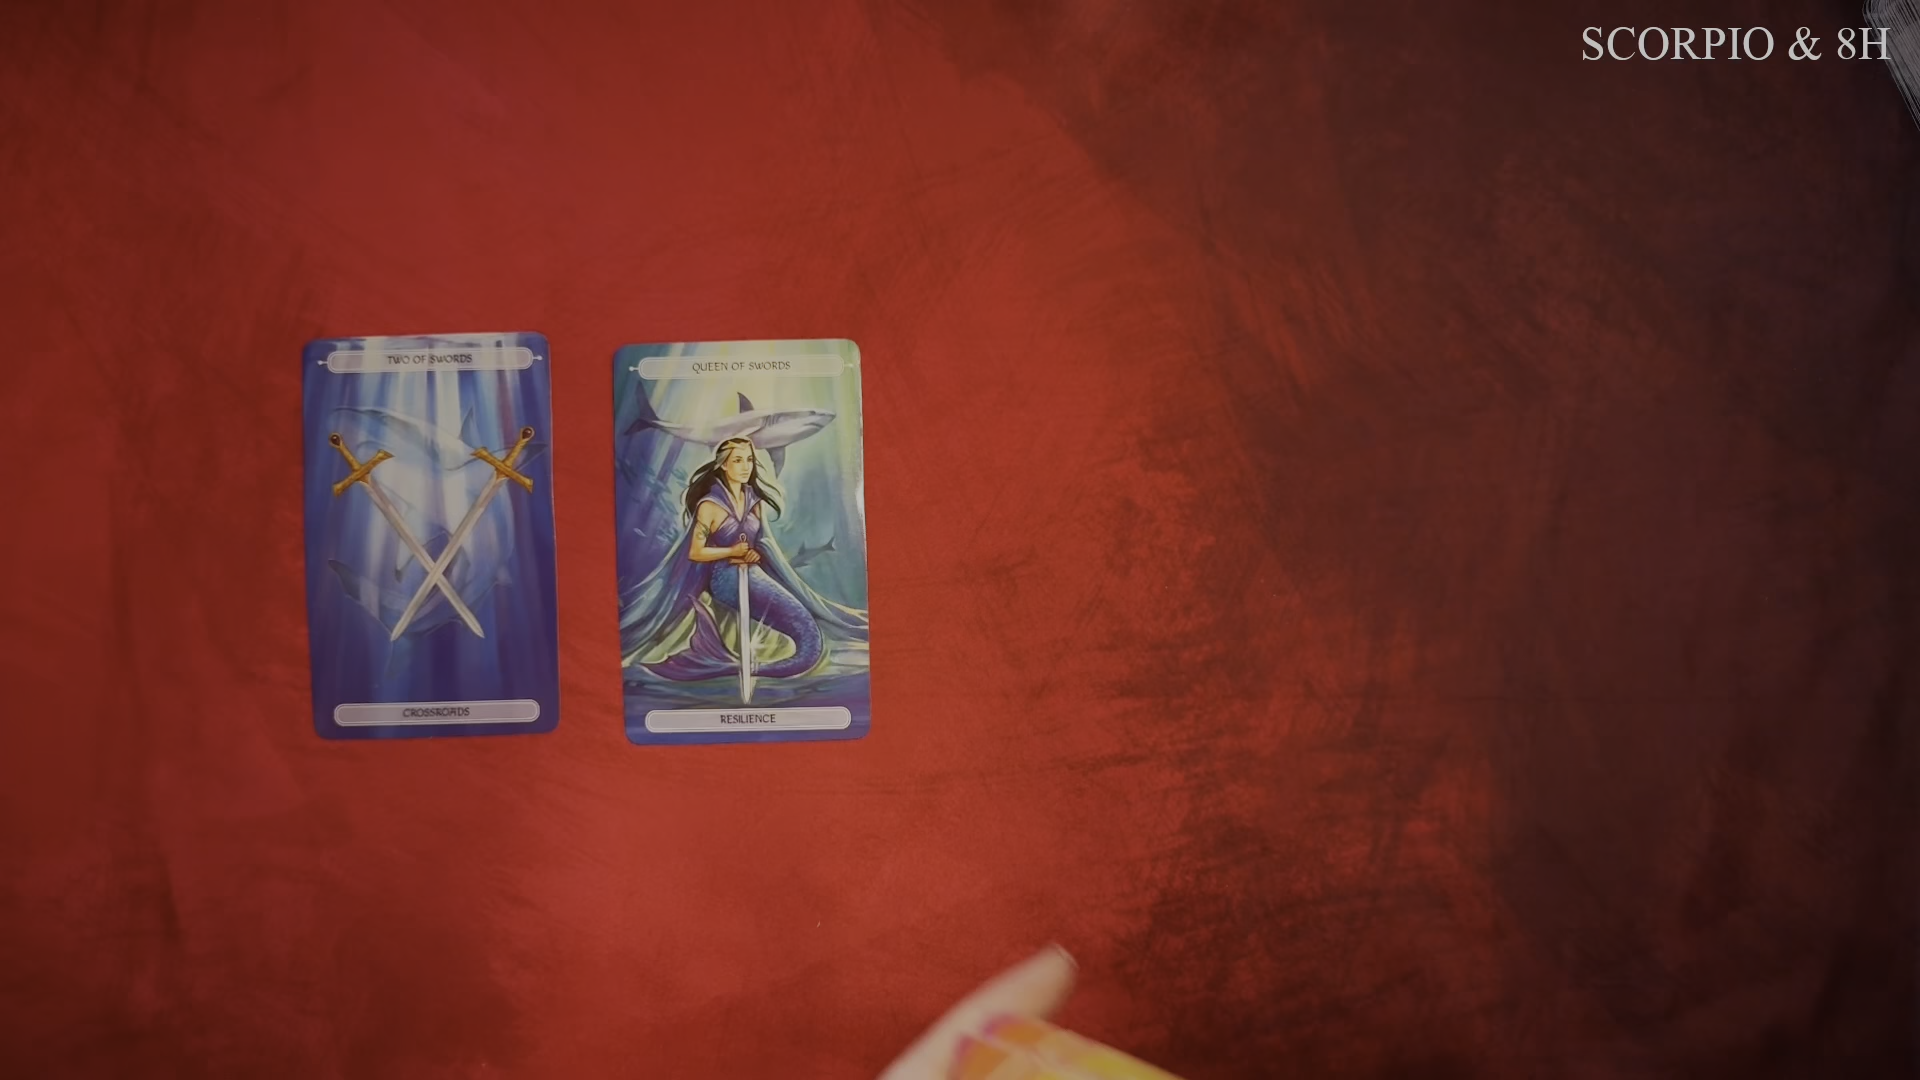 SCORPIO & 8H
TWO OF SWORDS
QUEEN OF SWORDS
CROSSROADS
RESILIENCE